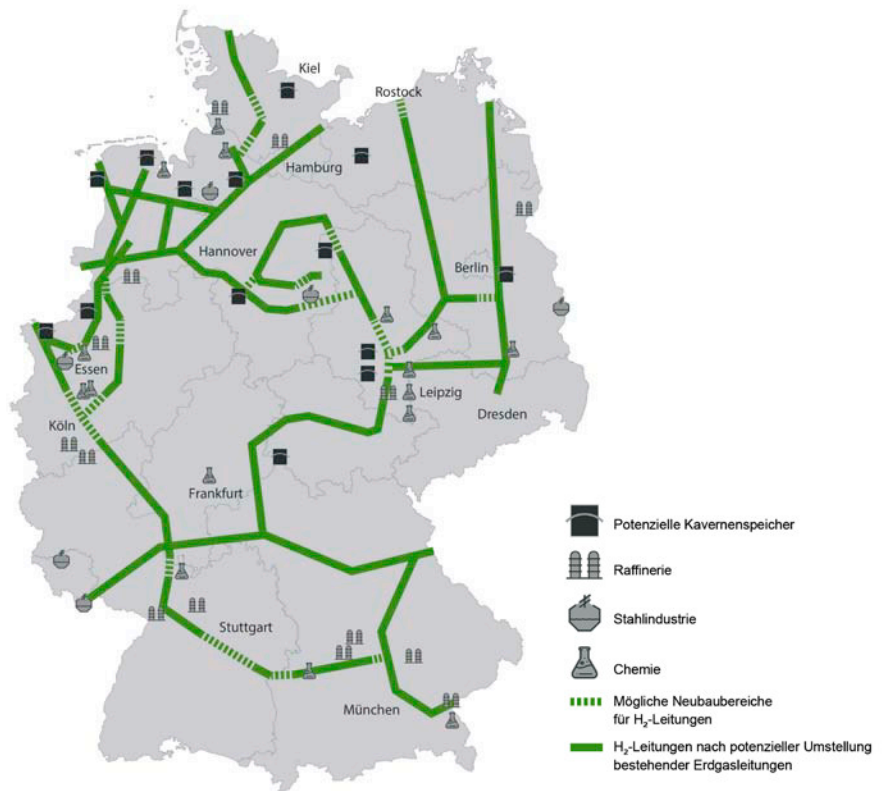 Kiel
Rostock
Hamburg
Hannover
Berlin
Essen
Leipzig
Köln
Dresden
Frankfurt
Stuttgart
München
Potenzielle Kavernenspeicher
Raffinerie
Stahlindustrie
Chemie
Mögliche Neubaubereiche
für H₂-Leitungen
H₂-Leitungen nach potenzieller Umstellung
bestehender Erdgasleitungen